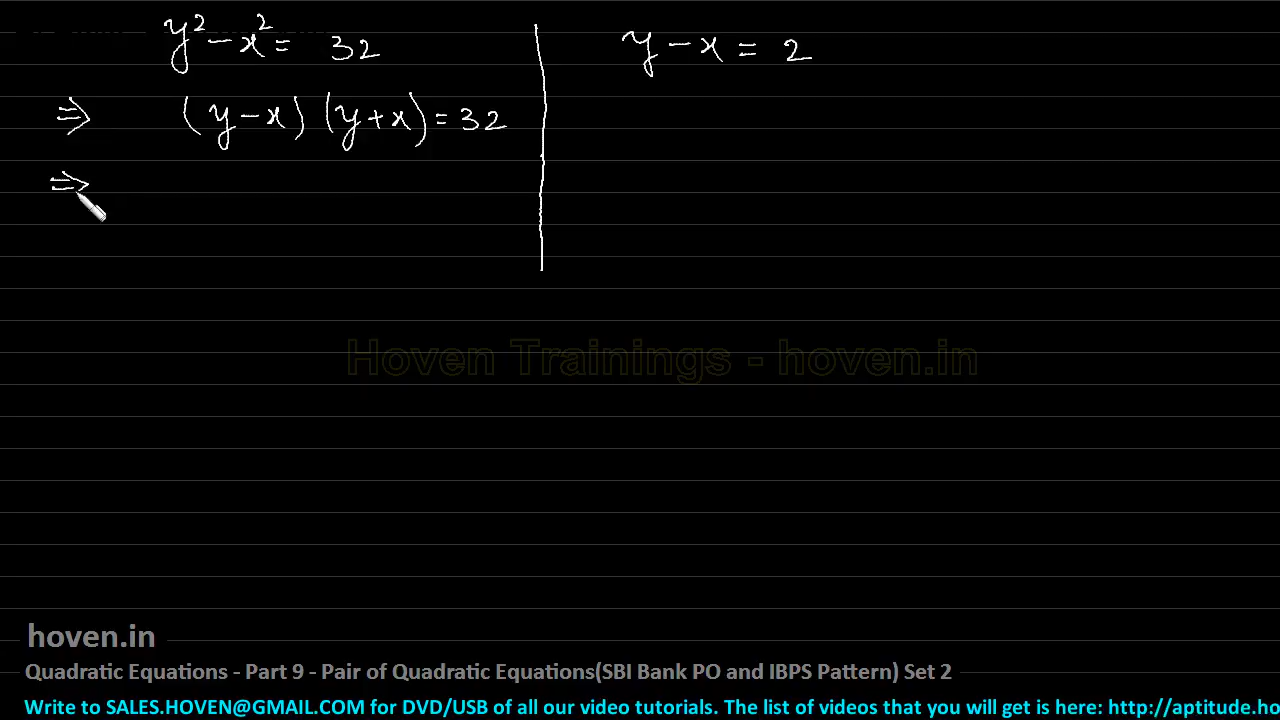 y² - x² = 32
y - x = 2
⇒ (y - x) (y + x) = 32
⇒
Hoven Trainings - hoven.in
hoven.in
Quadratic Equations - Part 9 - Pair of Quadratic Equations(SBI Bank PO and IBPS Pattern) Set 2
Write to SALES.HOVEN@GMAIL.COM for DVD/USB of all our video tutorials. The list of videos that you will get is here: http://aptitude.ho